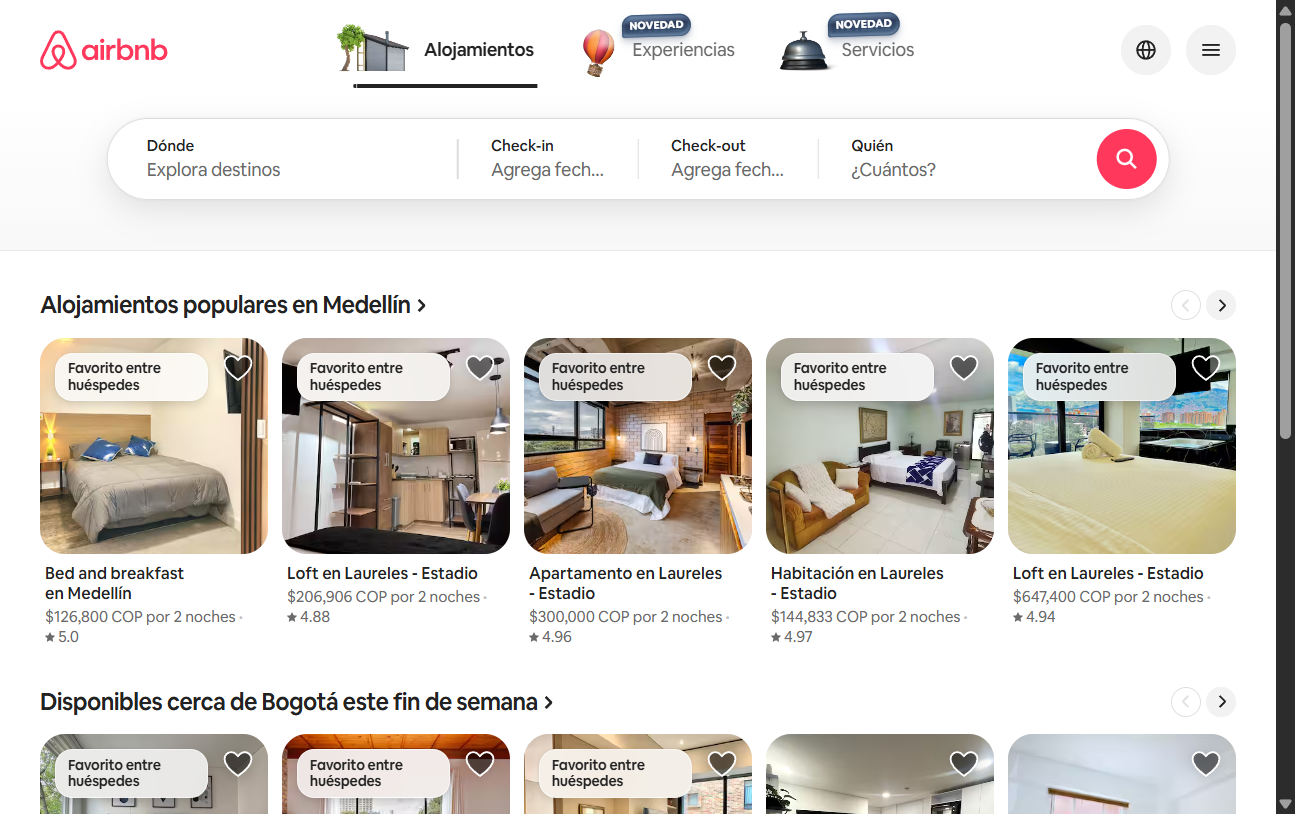 airbnb
Alojamientos
NOVEDAD
Experiencias
NOVEDAD
Servicios
Dónde
Explora destinos
Check-in
Agrega fech...
Check-out
Agrega fech...
Quién
¿Cuántos?
Alojamientos populares en Medellín
Favorito entre
huéspedes
Favorito entre
huéspedes
Favorito entre
huéspedes
Favorito entre
huéspedes
Favorito entre
huéspedes
Bed and breakfast
en Medellín
$126,800 COP por 2 noches ·
★ 5.0
Loft en Laureles - Estadio
$206,906 COP por 2 noches ·
★ 4.88
Apartamento en Laureles
- Estadio
$300,000 COP por 2 noches ·
★ 4.96
Habitación en Laureles
- Estadio
$144,833 COP por 2 noches ·
★ 4.97
Loft en Laureles - Estadio
$647,400 COP por 2 noches ·
★ 4.94
Disponibles cerca de Bogotá este fin de semana
Favorito entre
huéspedes
Favorito entre
huéspedes
Favorito entre
huéspedes